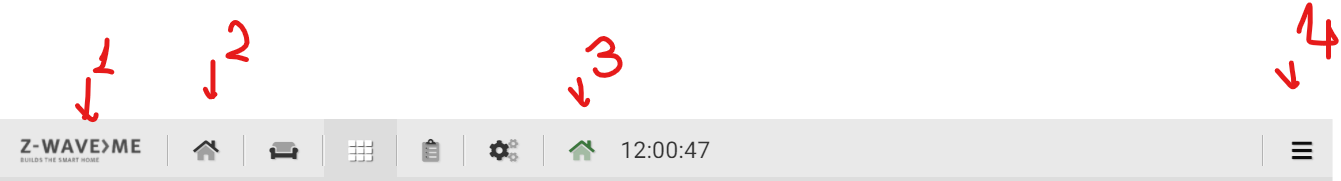 1 2 3 4
Z-WAVE>ME
BUILDS THE SMART HOME
12:00:47